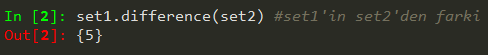 In [2]: set1.difference(set2) #set1'in set2'den farki
Out[2]: {5}